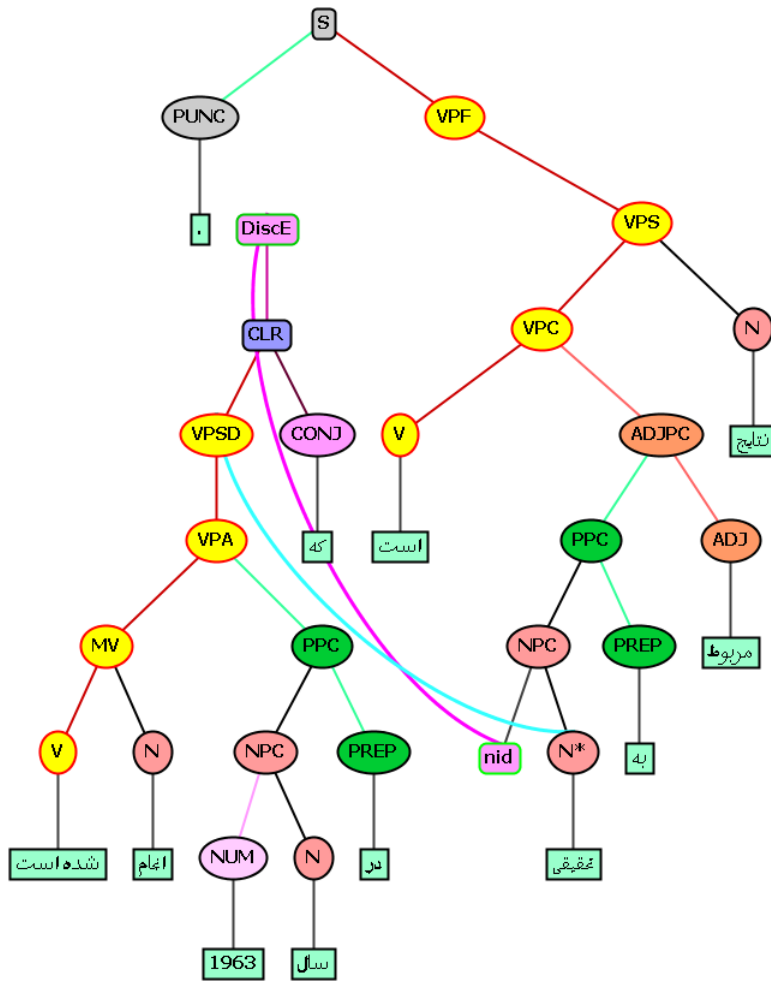 S
PUNC VPF
. DiscE VPS
CLR VPC N
VPSD CONJ V ADJPC نتایج
VPA که است PPC ADJ
MV PPC NPC PREP مربوط
V N NPC PREP nid N* به
شده است انجام NUM N در تحقیقی
1963 سال